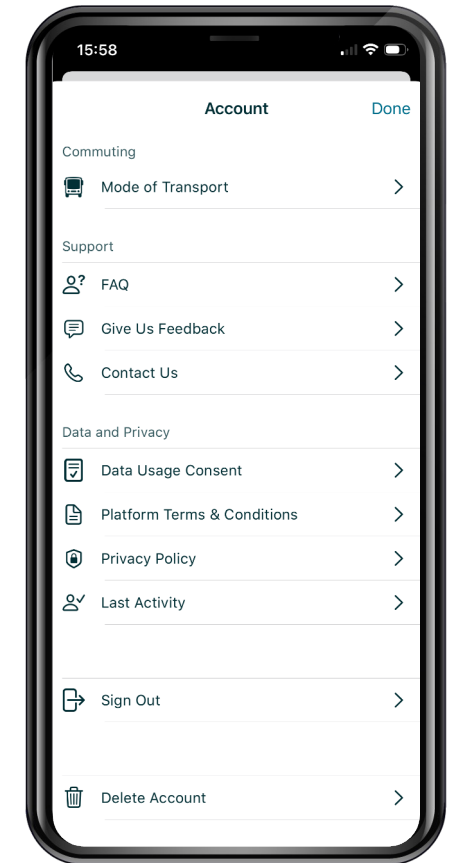 15:58
Account
Done
Commuting
Mode of Transport
Support
FAQ
Give Us Feedback
Contact Us
Data and Privacy
Data Usage Consent
Platform Terms & Conditions
Privacy Policy
Last Activity
Sign Out
Delete Account